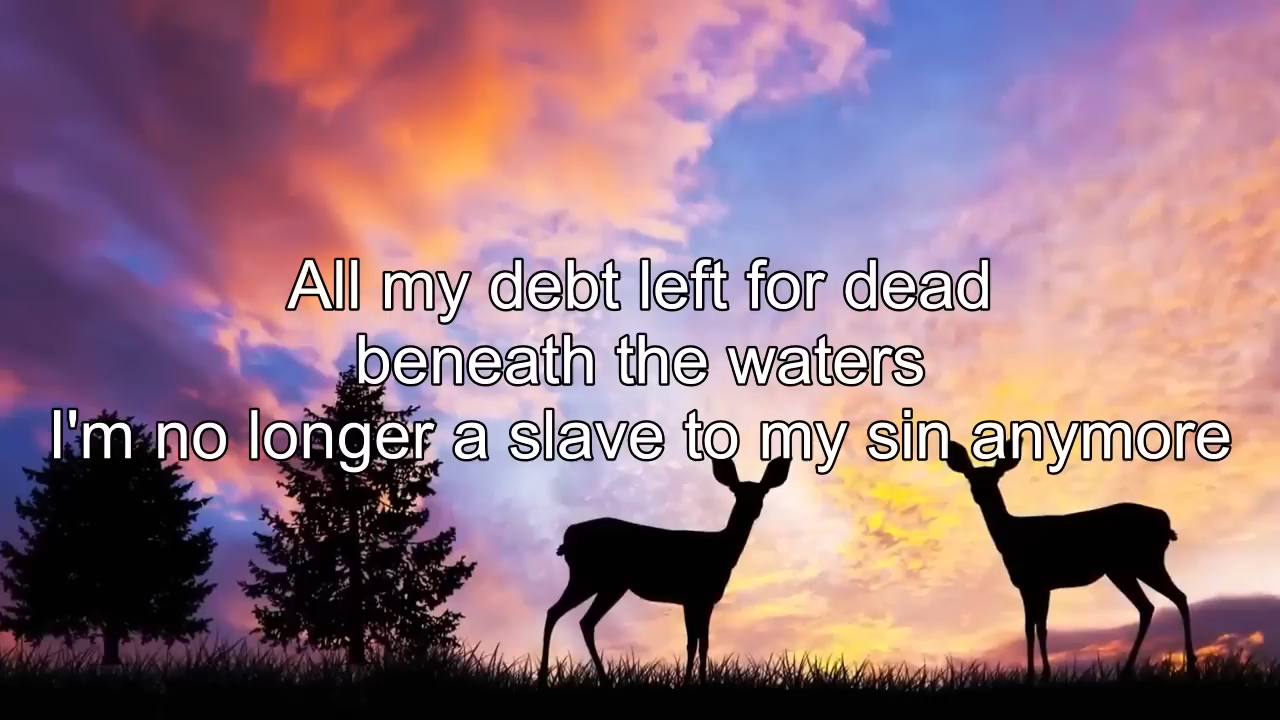 All my debt left for dead
beneath the waters
I'm no longer a slave to my sin anymore